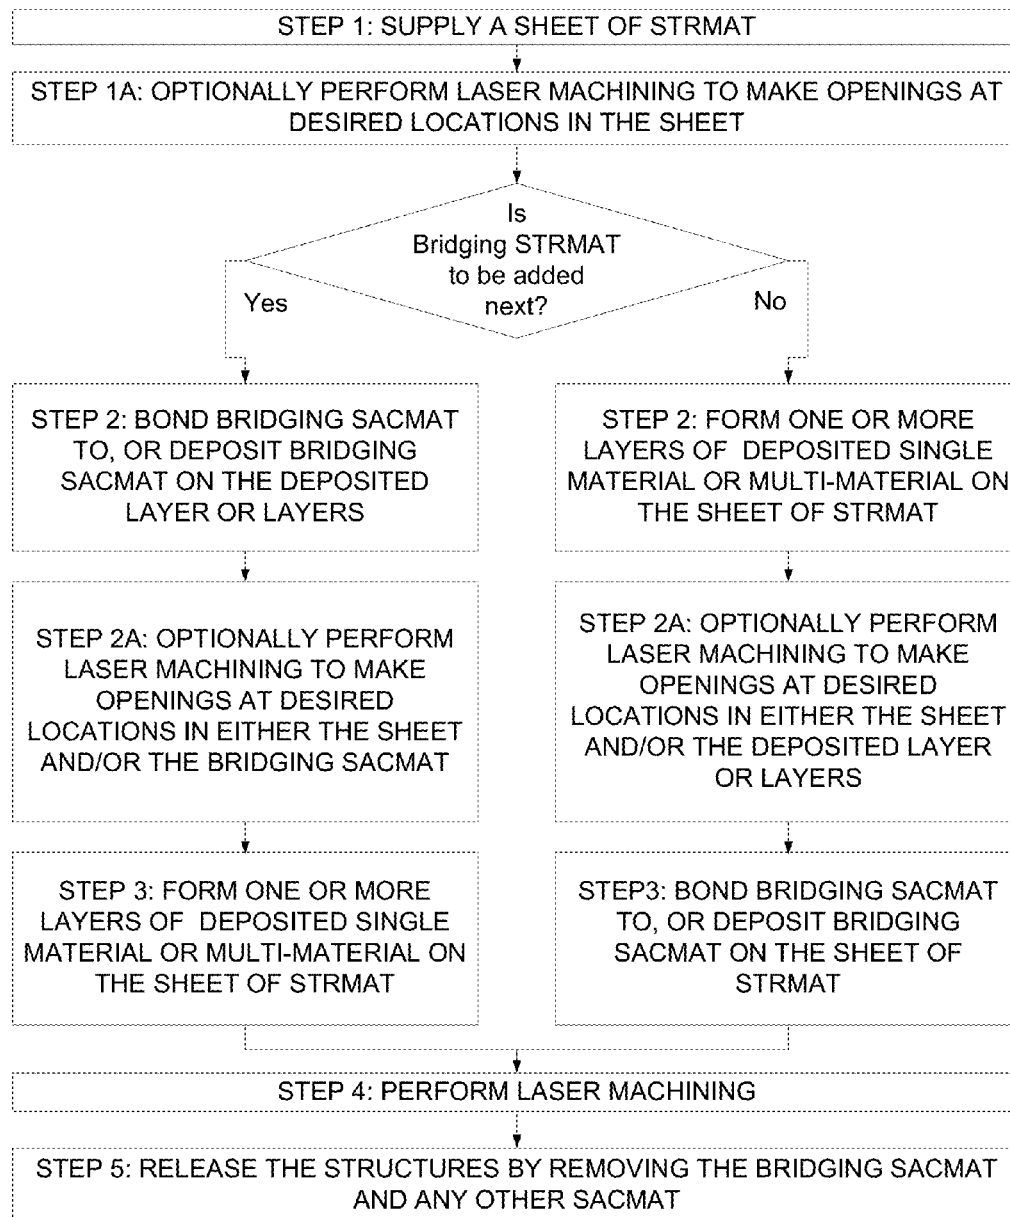 STEP 1: SUPPLY A SHEET OF STRMAT
STEP 1A: OPTIONALLY PERFORM LASER MACHINING TO MAKE OPENINGS AT
DESIRED LOCATIONS IN THE SHEET
Is
Bridging STRMAT
to be added
next?
Yes
No
STEP 2: BOND BRIDGING SACMAT
TO, OR DEPOSIT BRIDGING
SACMAT ON THE DEPOSITED
LAYER OR LAYERS
STEP 2A: OPTIONALLY PERFORM
LASER MACHINING TO MAKE
OPENINGS AT DESIRED
LOCATIONS IN EITHER THE SHEET
AND/OR THE BRIDGING SACMAT
STEP 3: FORM ONE OR MORE
LAYERS OF DEPOSITED SINGLE
MATERIAL OR MULTI-MATERIAL ON
THE SHEET OF STRMAT
STEP 2: FORM ONE OR MORE
LAYERS OF DEPOSITED SINGLE
MATERIAL OR MULTI-MATERIAL ON
THE SHEET OF STRMAT
STEP 2A: OPTIONALLY PERFORM
LASER MACHINING TO MAKE
OPENINGS AT DESIRED
LOCATIONS IN EITHER THE SHEET
AND/OR THE DEPOSITED LAYER
OR LAYERS
STEP3: BOND BRIDGING SACMAT
TO, OR DEPOSIT BRIDGING
SACMAT ON THE SHEET OF
STRMAT
STEP 4: PERFORM LASER MACHINING
STEP 5: RELEASE THE STRUCTURES BY REMOVING THE BRIDGING SACMAT
AND ANY OTHER SACMAT